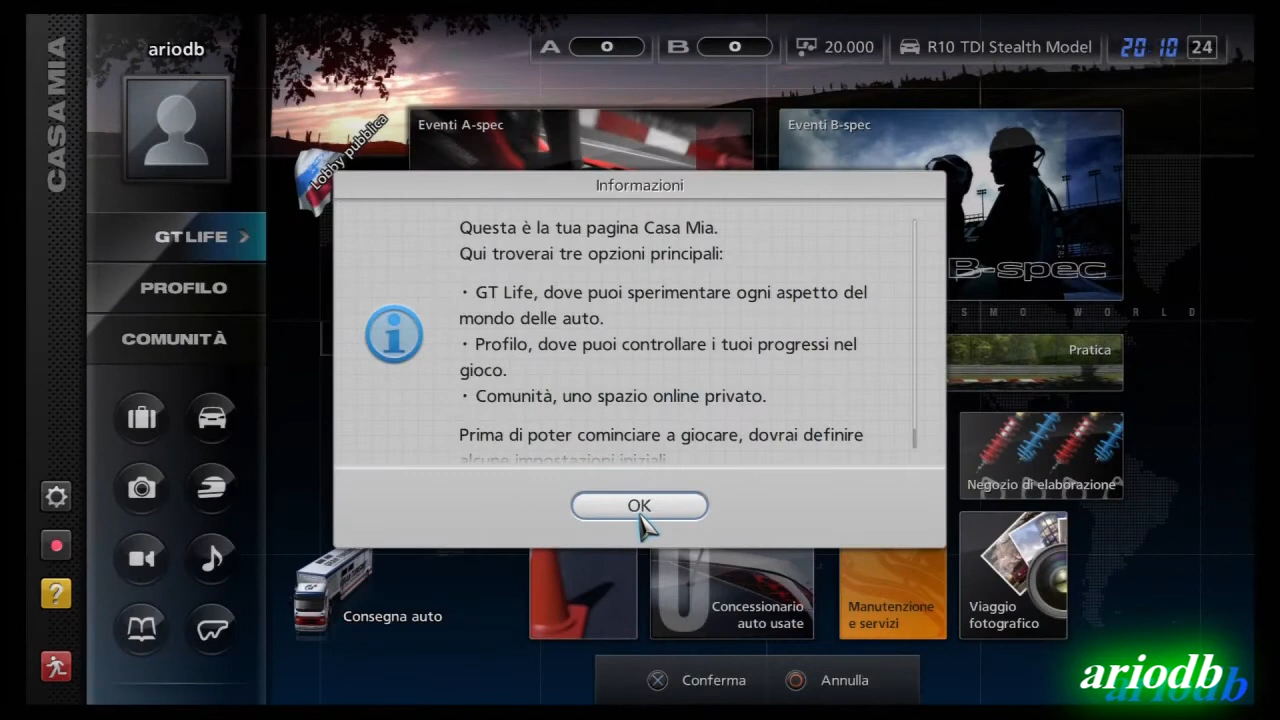 CASA MIA
ariodb
A 0
B 0
20.000
R10 TDI Stealth Model
20 10 24
Lobby pubblica
Eventi A-spec
Eventi B-spec
B-spec
GT LIFE
PROFILO
COMUNITÀ
Informazioni
Questa è la tua pagina Casa Mia.
Qui troverai tre opzioni principali:
· GT Life, dove puoi sperimentare ogni aspetto del
mondo delle auto.
· Profilo, dove puoi controllare i tuoi progressi nel
gioco.
· Comunità, uno spazio online privato.
Prima di poter cominciare a giocare, dovrai definire
alcune impostazioni iniziali.
OK
S M O W O R L D
Pratica
Negozio di elaborazione
?
Consegna auto
Concessionario
auto usate
Manutenzione
e servizi
Viaggio
fotografico
Conferma
Annulla
ariodb
ariodb